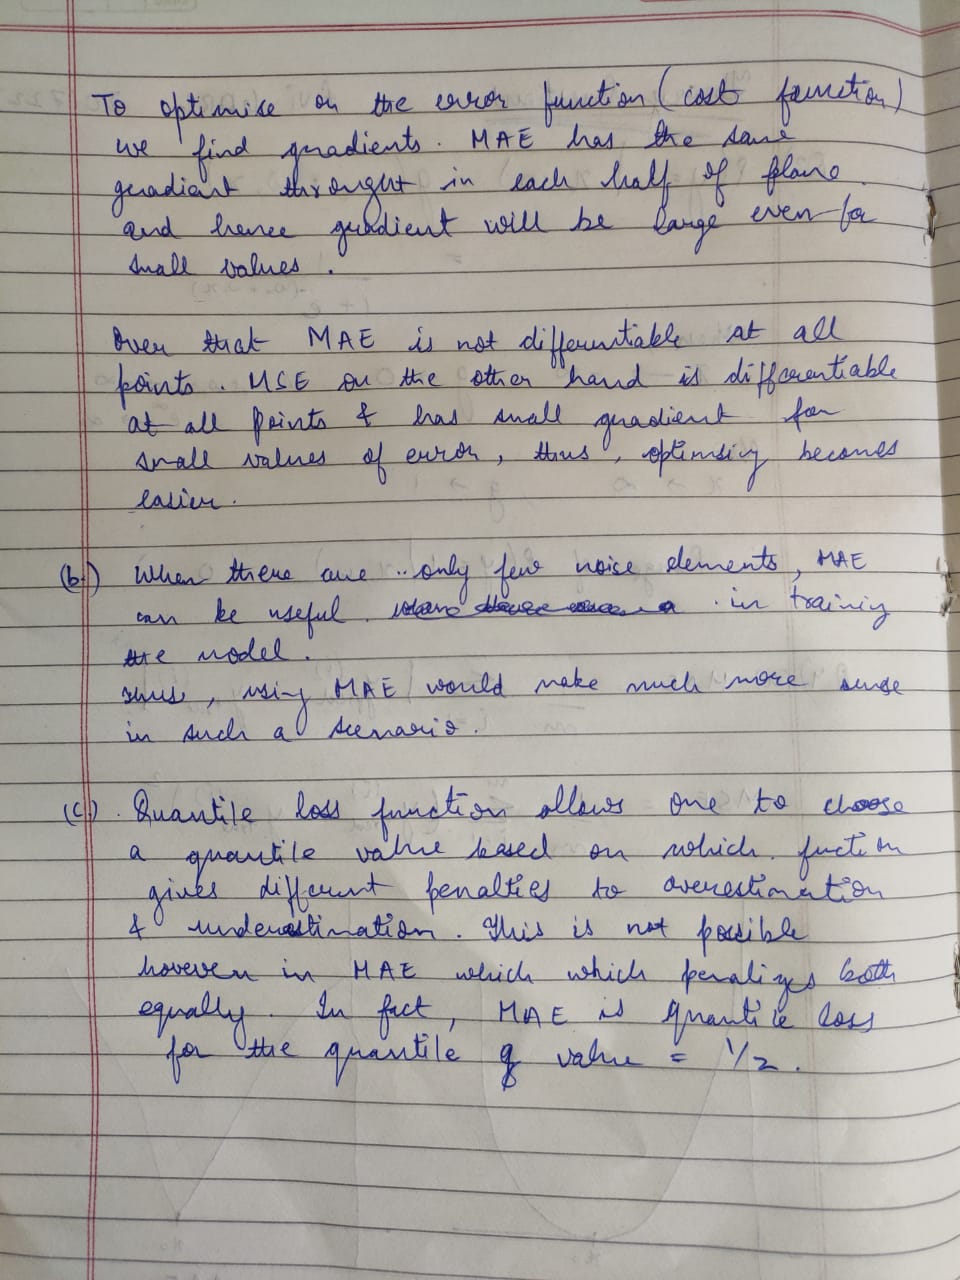 To optimise on the error function (cost function)
we find gradients. MAE has the same
gradiant throught in each half of plane
and hence gradient will be large even for
small values.
Over that MAE is not differentiable at all
points. MSE on the other hand is differentiable
at all points & has small gradient for
small values of error, thus, optimsing becomes
easier.
(b) When there are only few noise elements, MAE
can be useful. in training
the model.
Thus, using MAE would make much more sense
in such a scenario.
(c) Quantile loss function allows one to choose
a quantile value based on which fuction
gives different penalties to overestimation
& underestimation. This is not possible
hovever in MAE which which penalizes both
equally. In fact, MAE is quantile loss
for the quantile q value = 1/2.